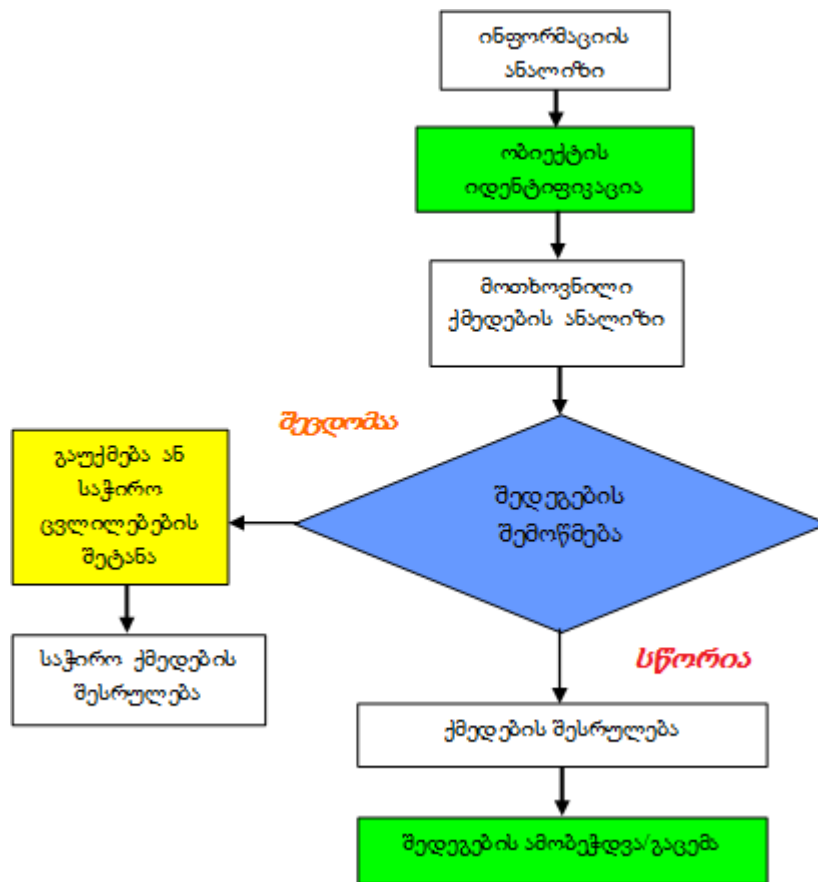 ინფორმაციის
ანალიზი
ობიექტის
იდენტიფიკაცია
მოთხოვნილი
ქმედების ანალიზი
შეცდომაა
გაუქმება ან
საჭირო
ცვლილებების
შეტანა
შედეგების
შემოწმება
საჭირო ქმედების
შესრულება
სწორია
ქმედების შესრულება
შედეგების ამობეჭდვა/გაცემა